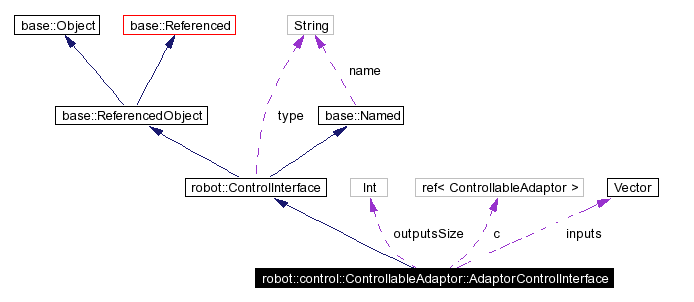 base::Object
base::Referenced
String
name
base::ReferencedObject
type
base::Named
robot::ControlInterface
Int
ref< ControllableAdaptor >
Vector
outputsSize
c
inputs
robot::control::ControllableAdaptor::AdaptorControlInterface